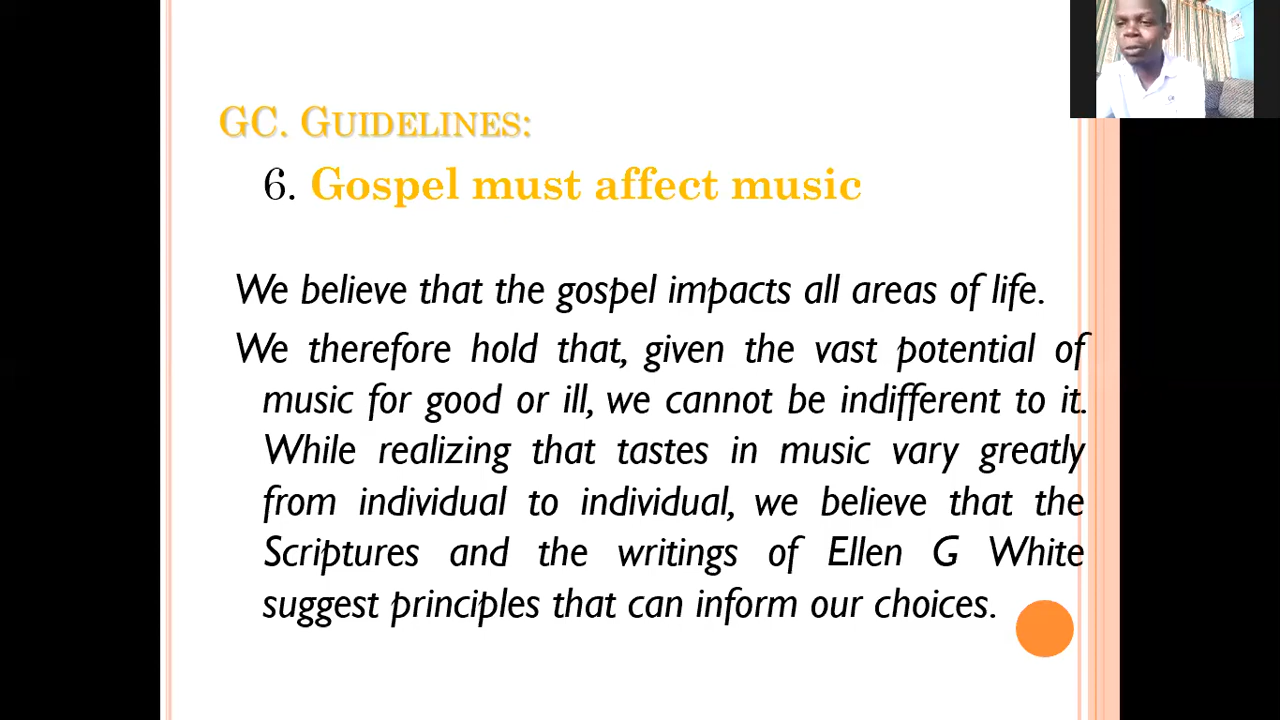 GC. GUIDELINES:
6. Gospel must affect music
We believe that the gospel impacts all areas of life.
We therefore hold that, given the vast potential of
music for good or ill, we cannot be indifferent to it.
While realizing that tastes in music vary greatly
from individual to individual, we believe that the
Scriptures and the writings of Ellen G White
suggest principles that can inform our choices.